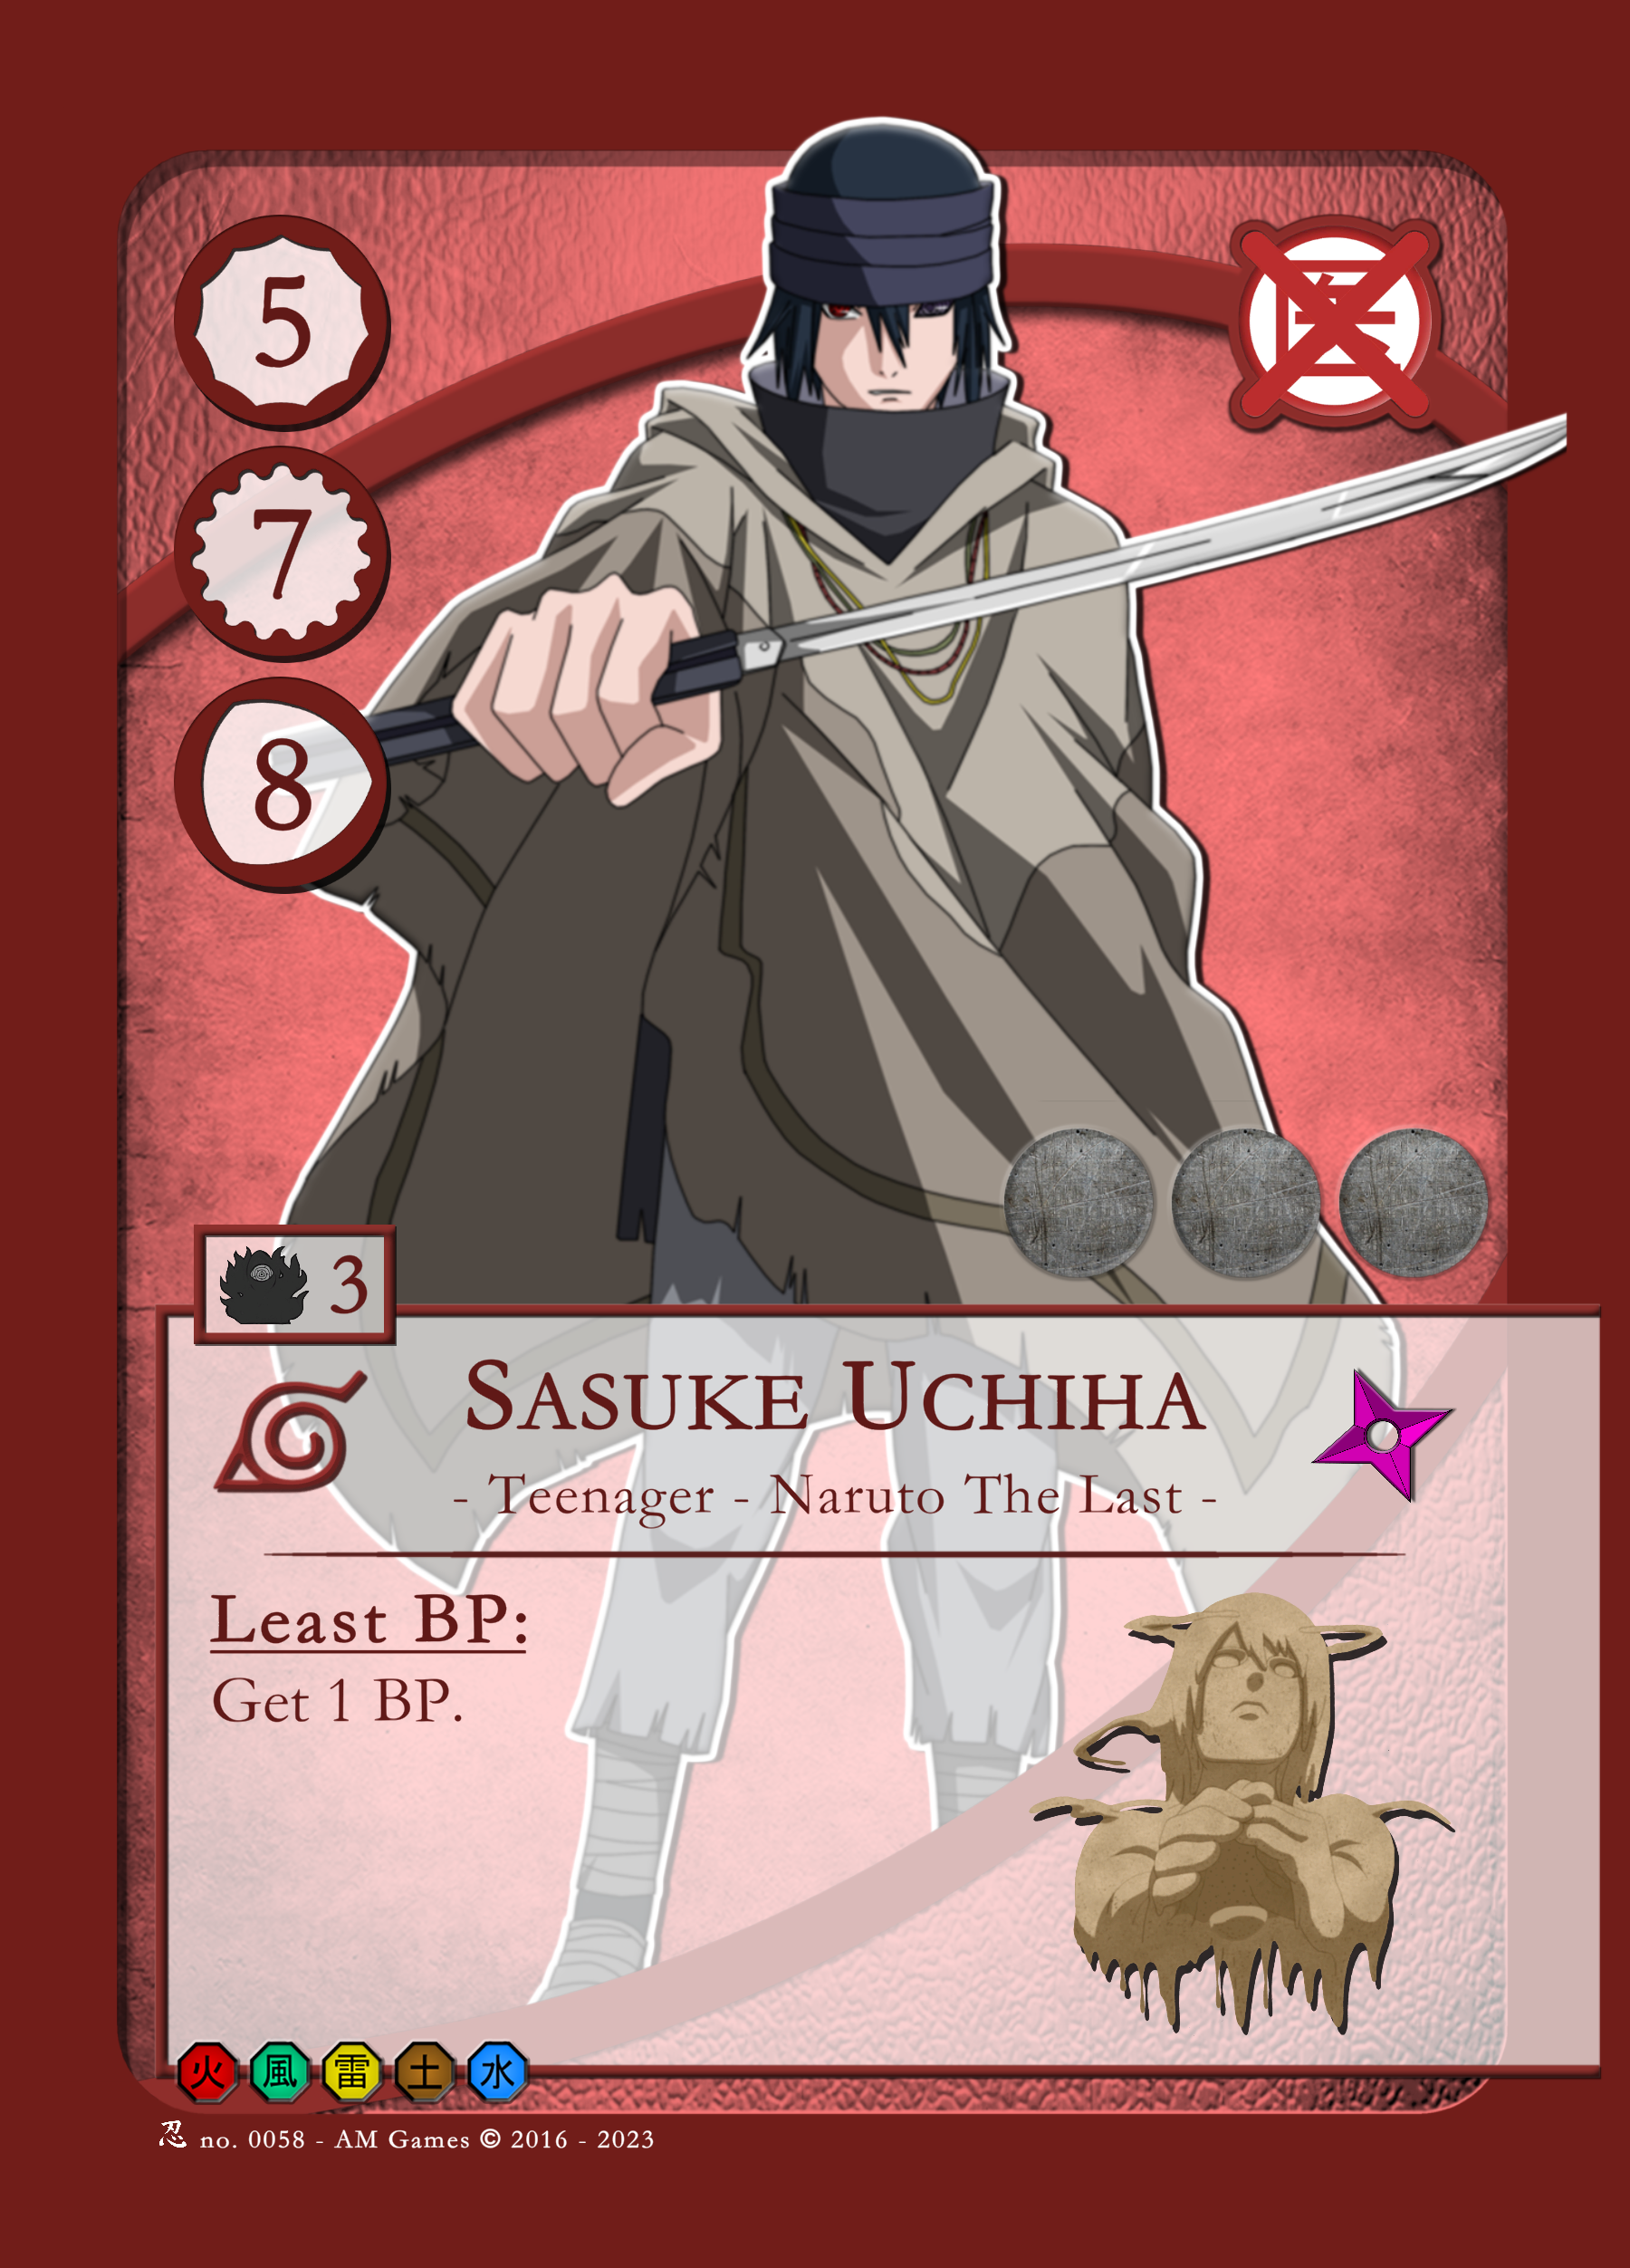 5
医
7
8
3
Sasuke Uchiha
- Teenager - Naruto The Last -
Least BP:
Get 1 BP.
火 風 雷 土 水
忍 no. 0058 - AM Games © 2016 - 2023